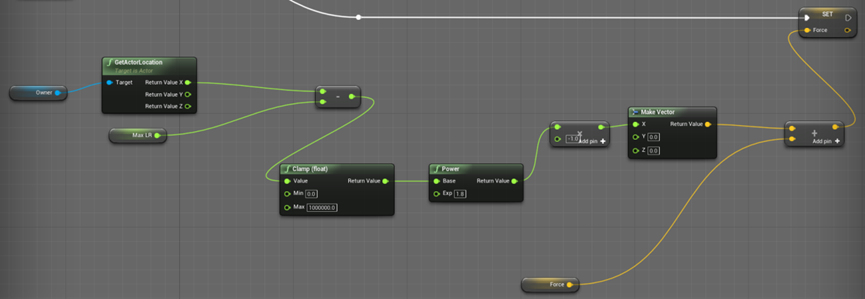 SET
Force
GetActorLocation
Target is Actor
Owner
Target
Return Value X
Return Value Y
Return Value Z
-
Max LR
Clamp (float)
Value
Return Value
Min 0.0
Max 1000000.0
Power
Base
Return Value
Exp 1.8
×
-1.0
Add pin +
Make Vector
X
Return Value
Y 0.0
Z 0.0
+
Add pin +
Force